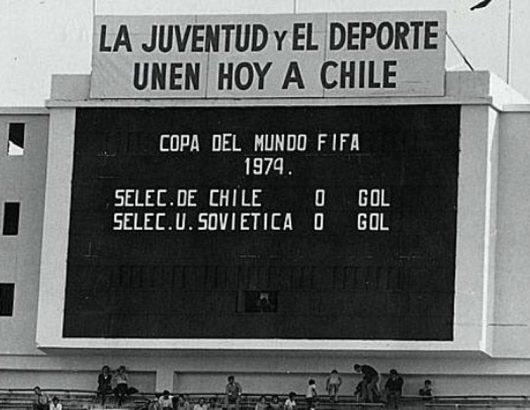 LA JUVENTUD Y EL DEPORTE
UNEN HOY A CHILE
COPA DEL MUNDO FIFA
1974.
SELEC.DE CHILE 0 GOL
SELEC.U.SOVIETICA 0 GOL